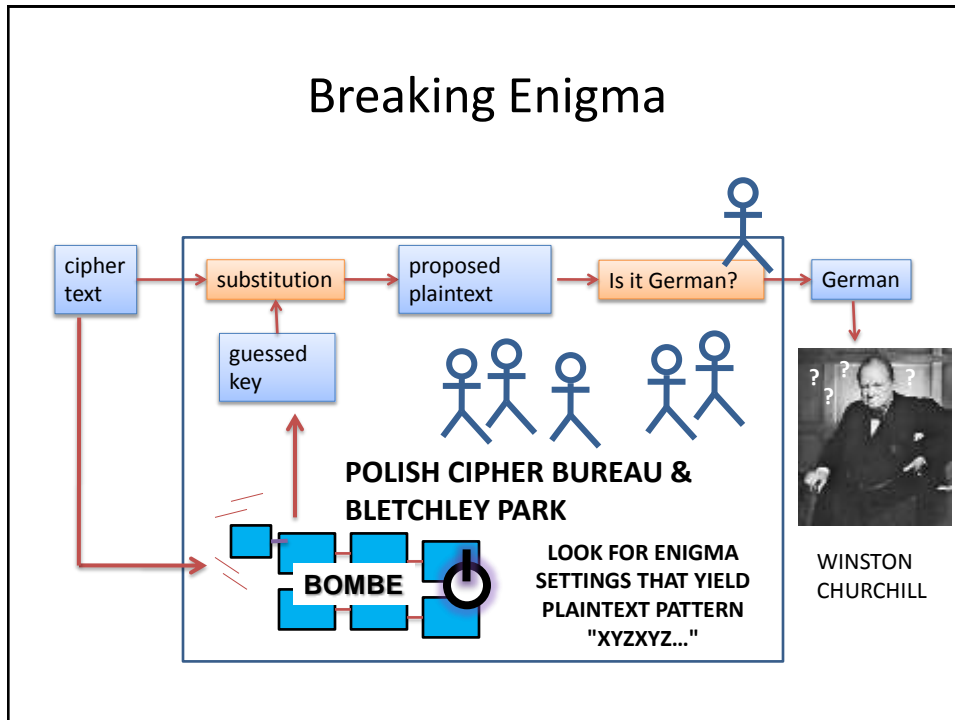 Breaking Enigma
cipher
text
substitution
proposed
plaintext
Is it German?
German
guessed
key
? ? ?
?
POLISH CIPHER BUREAU &
BLETCHLEY PARK
BOMBE
LOOK FOR ENIGMA
SETTINGS THAT YIELD
PLAINTEXT PATTERN
"XYZXYZ…"
WINSTON
CHURCHILL